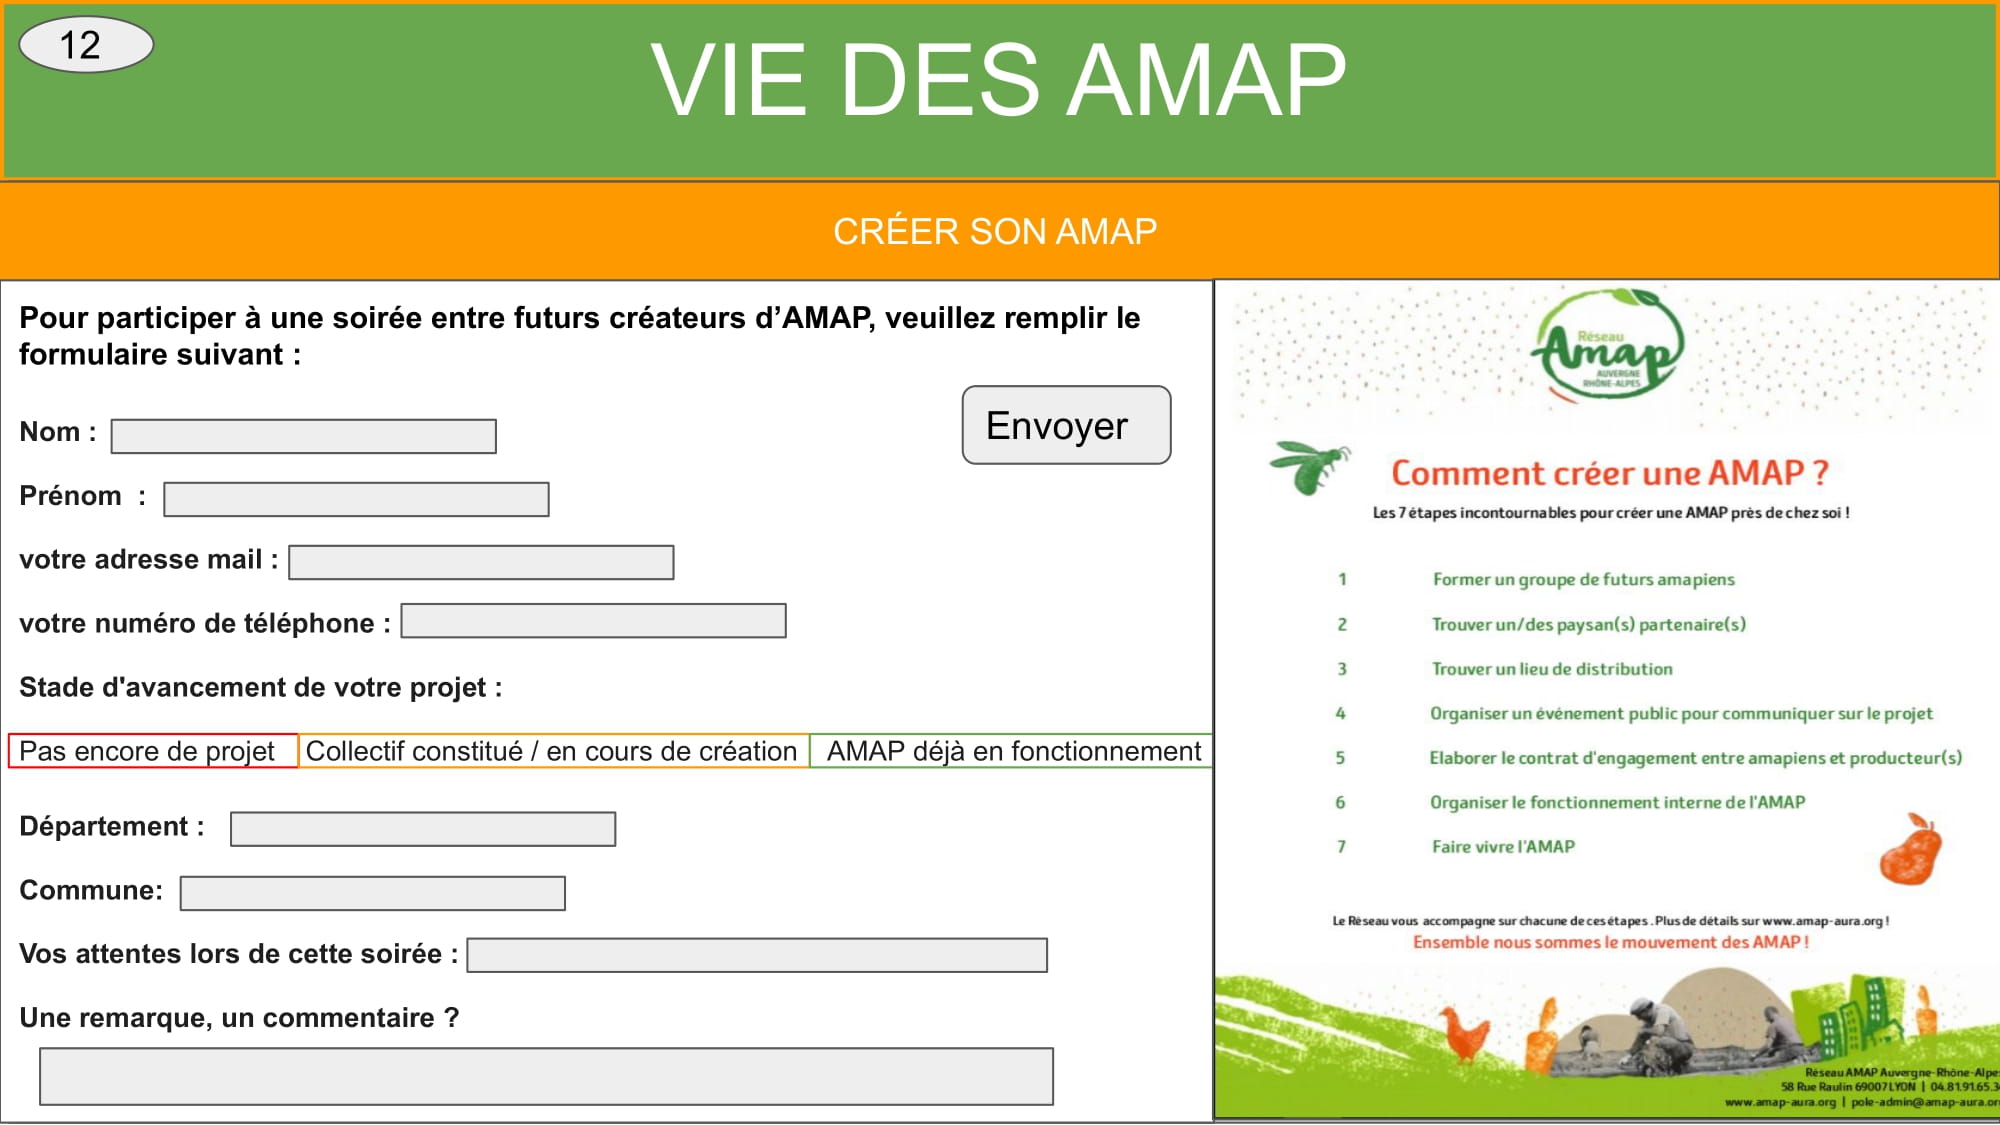 12
VIE DES AMAP
CRÉER SON AMAP
Pour participer à une soirée entre futurs créateurs d’AMAP, veuillez remplir le
formulaire suivant :
Envoyer
Nom :
Prénom :
votre adresse mail :
votre numéro de téléphone :
Stade d'avancement de votre projet :
Pas encore de projet Collectif constitué / en cours de création AMAP déjà en fonctionnement
Département :
Commune:
Vos attentes lors de cette soirée :
Une remarque, un commentaire ?
Réseau
Amap
AUVERGNE
RHÔNE-ALPES
Comment créer une AMAP ?
Les 7 étapes incontournables pour créer une AMAP près de chez soi !
1 Former un groupe de futurs amapiens
2 Trouver un/des paysan(s) partenaire(s)
3 Trouver un lieu de distribution
4 Organiser un événement public pour communiquer sur le projet
5 Elaborer le contrat d'engagement entre amapiens et producteur(s)
6 Organiser le fonctionnement interne de l'AMAP
7 Faire vivre l'AMAP
Le Réseau vous accompagne sur chacune de ces étapes. Plus de détails sur www.amap-aura.org !
Ensemble nous sommes le mouvement des AMAP !
Réseau AMAP Auvergne-Rhône-Alpe
58 Rue Raulin 69007 LYON | 04.81.91.65.3
www.amap-aura.org | pole-admin@amap-aura.or